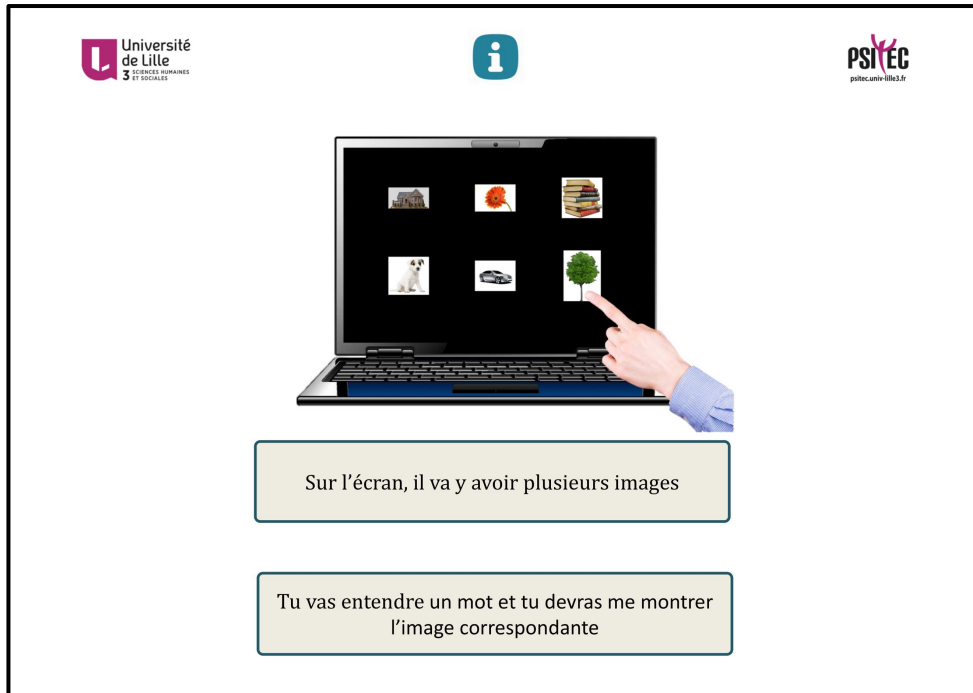 Université
de Lille
3 SCIENCES HUMAINES
ET SOCIALES
i
PSITEC
psitec.univ-lille3.fr
Sur l'écran, il va y avoir plusieurs images
Tu vas entendre un mot et tu devras me montrer
l'image correspondante